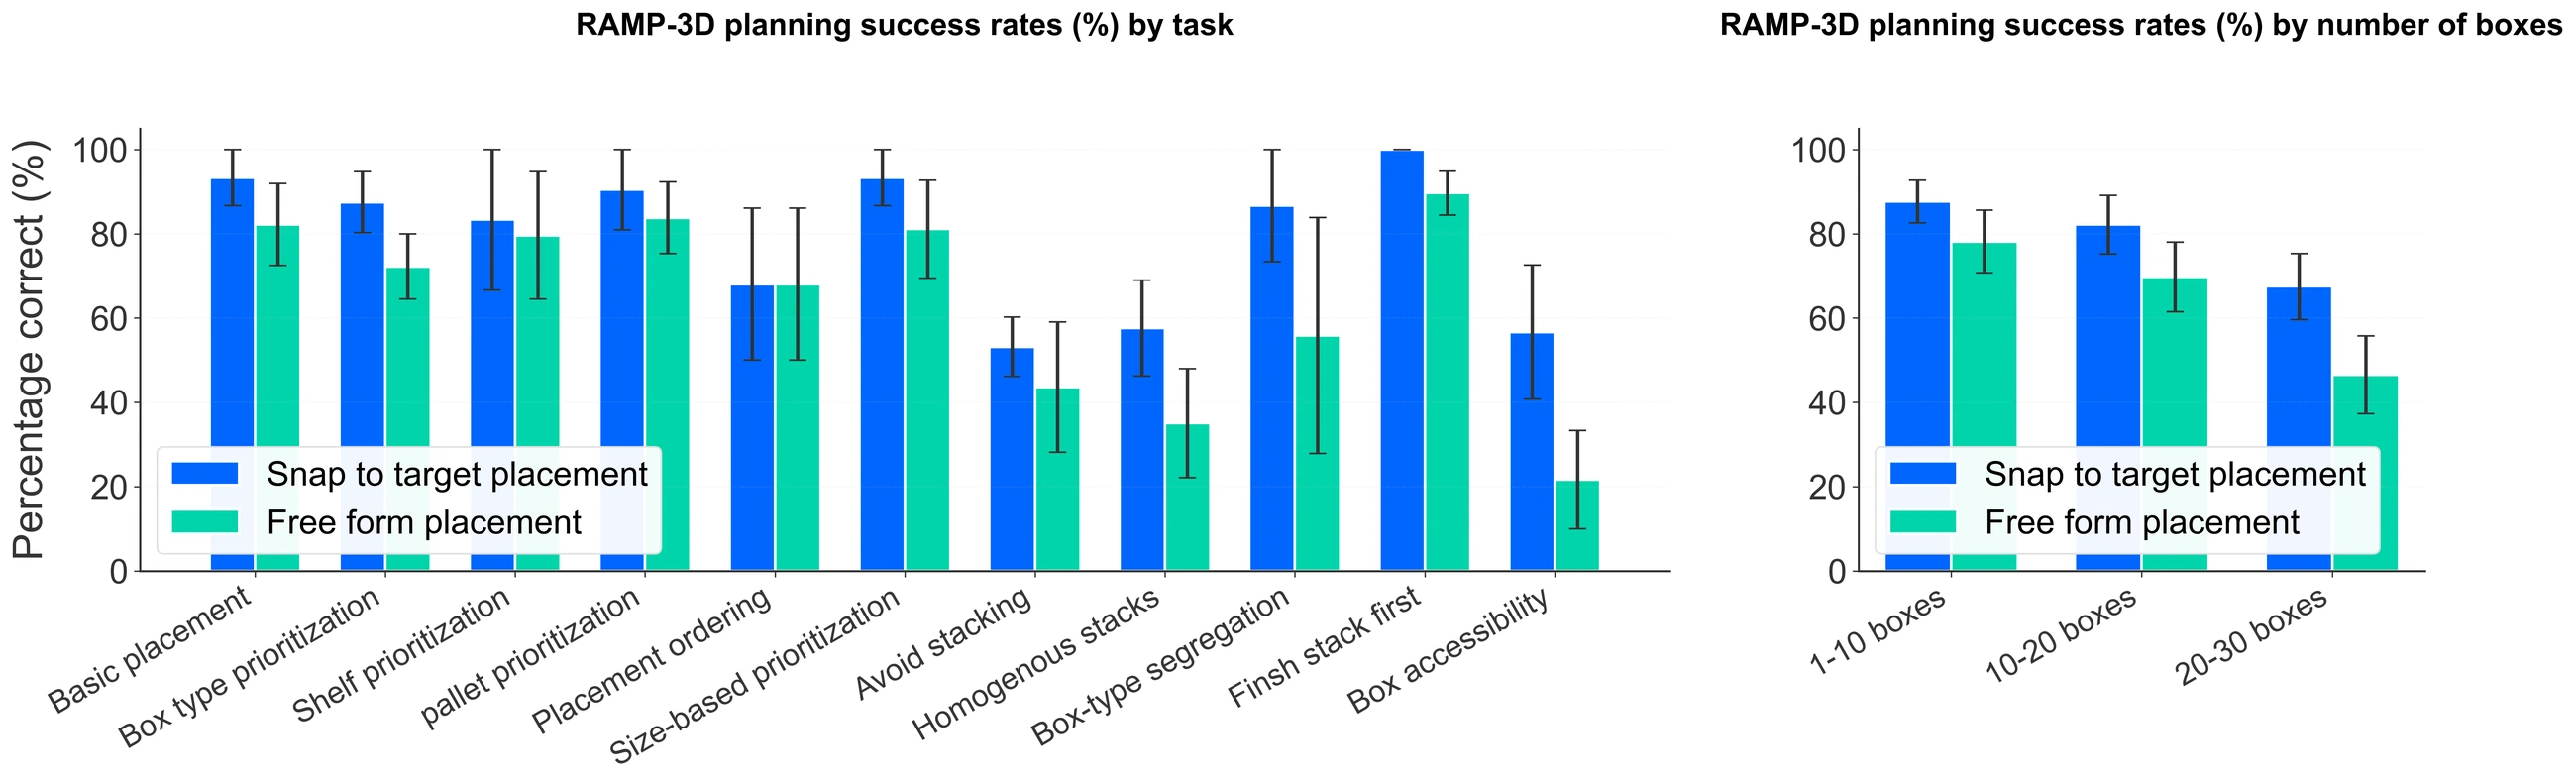 RAMP-3D planning success rates (%) by task
Percentage correct (%)
100
80
60
40
20
0
Snap to target placement
Free form placement
Basic placement
Box type prioritization
Shelf prioritization
pallet prioritization
Placement ordering
Size-based prioritization
Avoid stacking
Homogenous stacks
Box-type segregation
Finsh stack first
Box accessibility
RAMP-3D planning success rates (%) by number of boxes
100
80
60
40
20
0
Snap to target placement
Free form placement
1-10 boxes
10-20 boxes
20-30 boxes